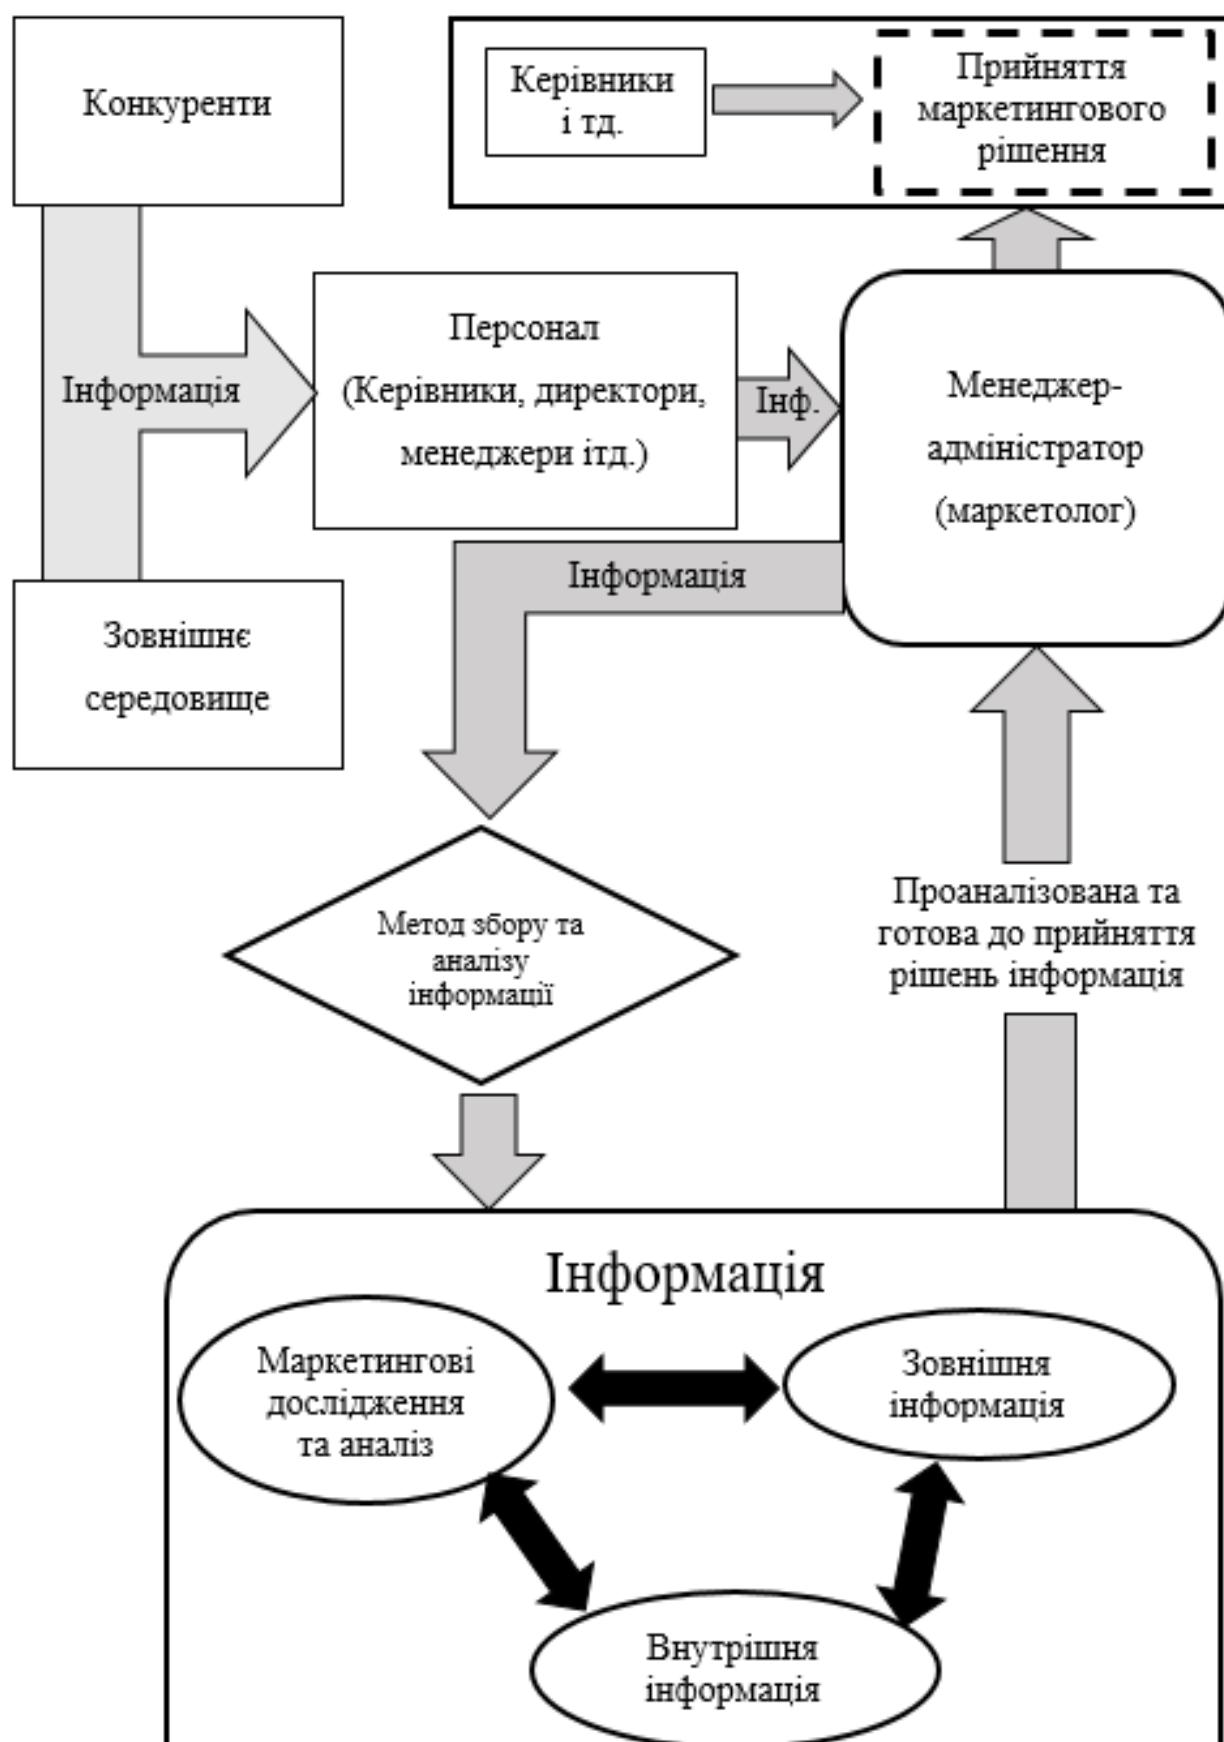 Конкуренти
Керівники
і тд.
Прийняття
маркетингового
рішення
Інформація
Персонал
(Керівники, директори,
менеджери ітд.)
Інф.
Менеджер-
адміністратор
(маркетолог)
Інформація
Зовнішнє
середовище
Метод збору та
аналізу
інформації
Проаналізована та
готова до прийняття
рішень інформація
Інформація
Маркетингові
дослідження
та аналіз
Зовнішня
інформація
Внутрішня
інформація